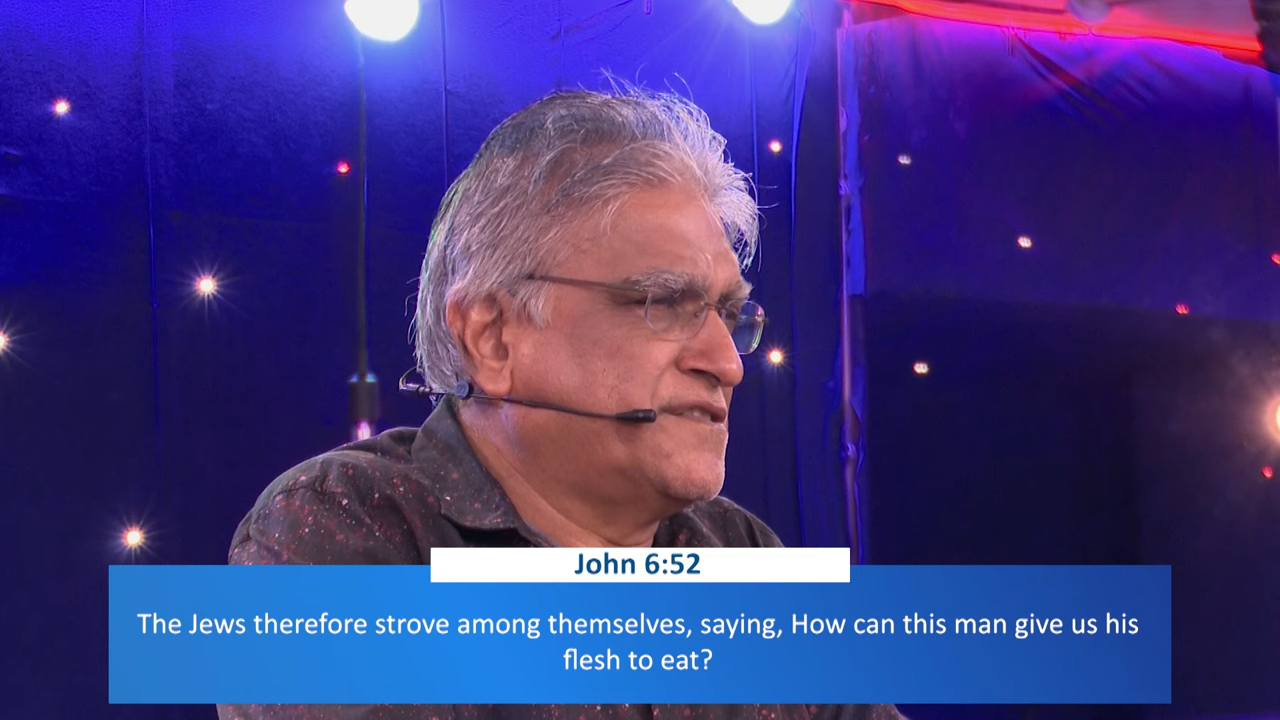 John 6:52
The Jews therefore strove among themselves, saying, How can this man give us his
flesh to eat?